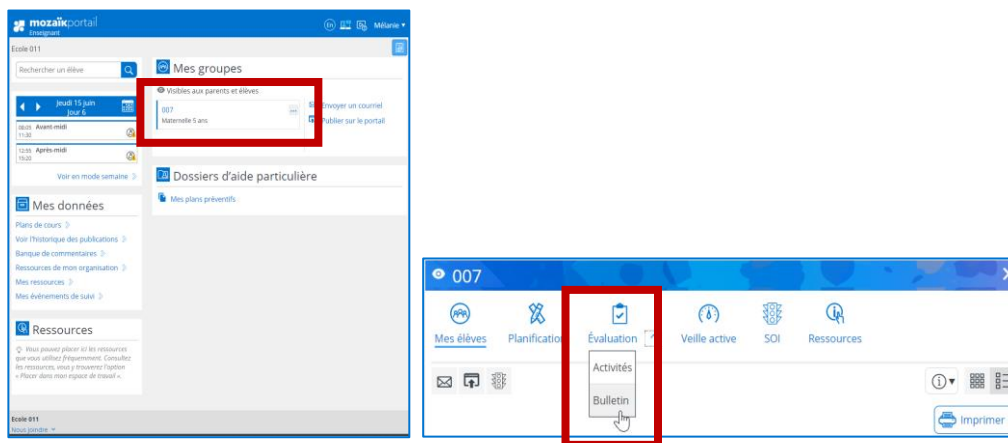 mozaïkportail
Enseignant
En
Mélanie
Ecole 011
Rechercher un élève
Jeudi 15 juin
Jour 6
Avant-midi
11:30
12:55 Après-midi
Voir en mode semaine
Mes données
Plans de cours
Voir l'historique des publications
Banque de commentaires
Ressources de mon organisation
Mes ressources
Mes événements de suivi
Ressources
Vous pouvez placer ici les ressources
que vous utilisez fréquemment. Consultez
les ressources, vous y trouverez l'option
« Placer dans mon espace de travail ».
Mes groupes
Visibles aux parents et élèves
007
Maternelle 5 ans
Envoyer un courriel
Publier sur le portail
Dossiers d'aide particulière
Mes plans préventifs
Ecole 011
Nous joindre
007
Mes élèves
Planification
Évaluation
Veille active
SOI
Ressources
Activités
Bulletin
Imprimer